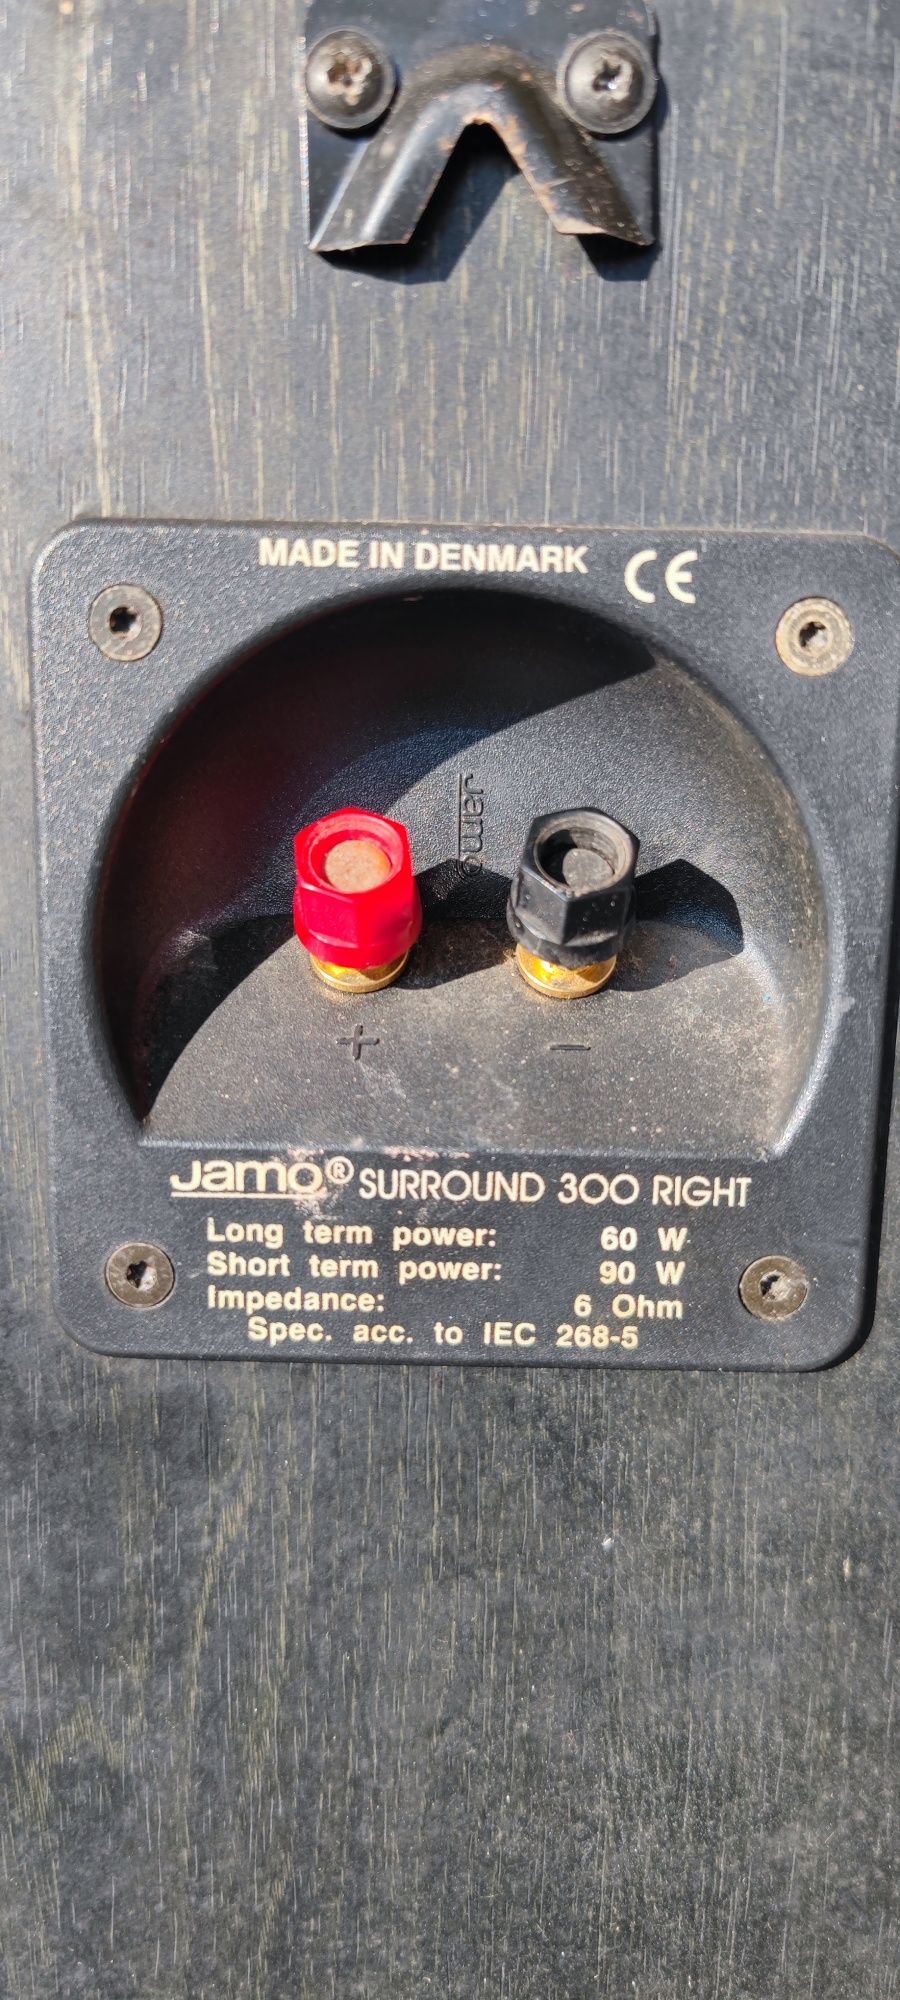 MADE IN DENMARK CE
Jamo
+ −
Jamo® SURROUND 300 RIGHT
Long term power: 60 W
Short term power: 90 W
Impedance: 6 Ohm
Spec. acc. to IEC 268-5